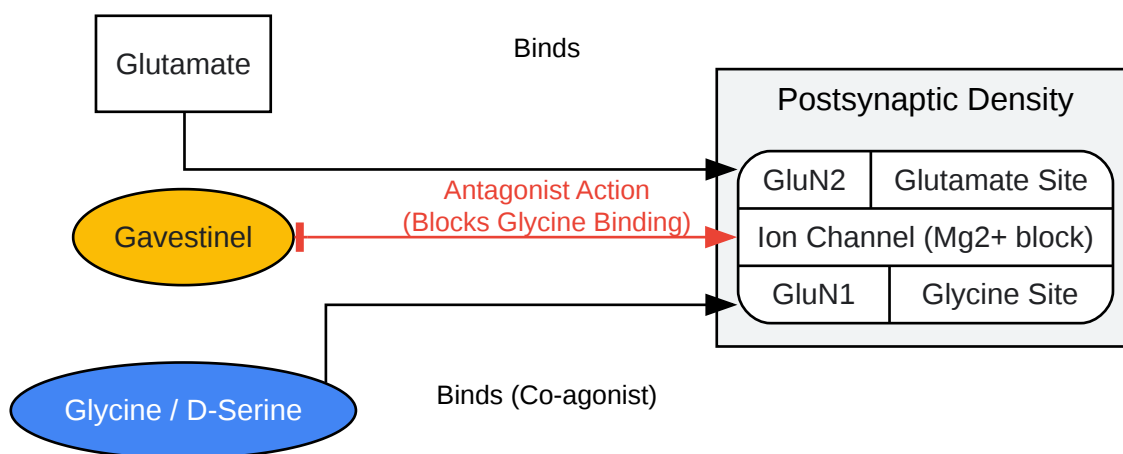 Glutamate
Binds
Postsynaptic Density
GluN2
Glutamate Site
Antagonist Action
(Blocks Glycine Binding)
Gavestinel
Ion Channel (Mg2+ block)
GluN1
Glycine Site
Glycine / D-Serine
Binds (Co-agonist)